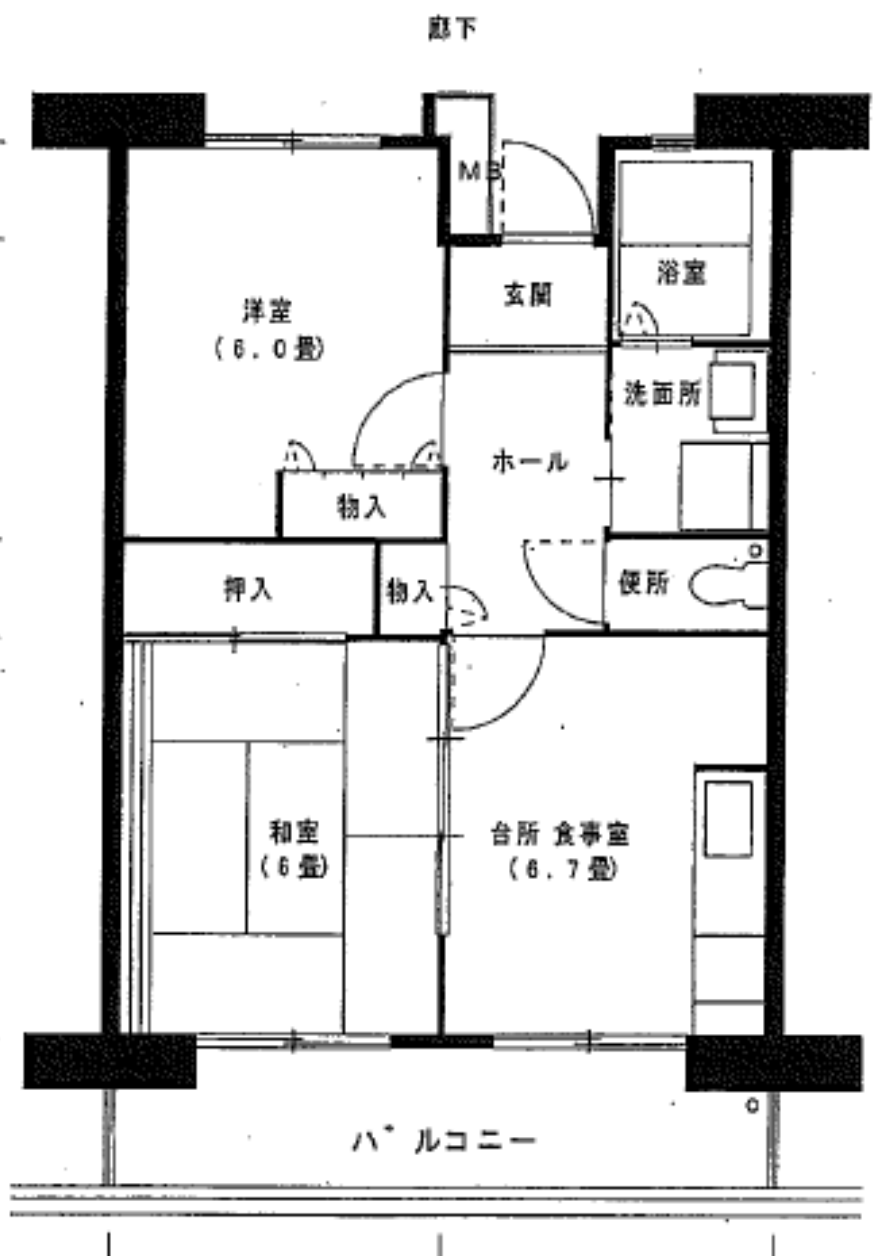 廊下
MB
浴室
玄関
洋室
(6.0畳)
洗面所
ホール
物入
押入
物入
便所
和室
(6畳)
台所 食事室
(6.7畳)
バルコニー